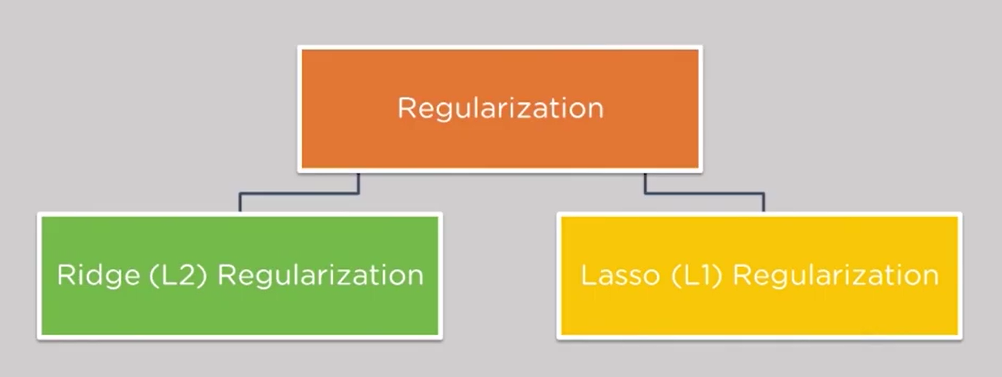 Regularization
Ridge (L2) Regularization
Lasso (L1) Regularization